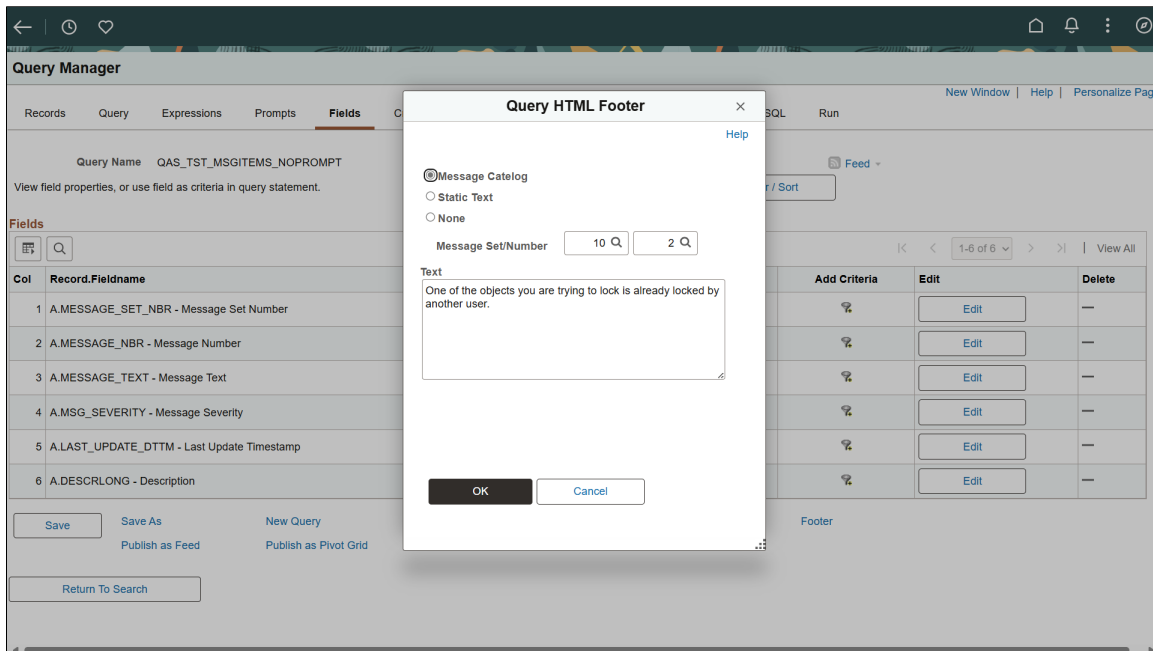 Query Manager
New Window | Help | Personalize Pag
Records Query Expressions Prompts Fields C SQL Run
Query Name QAS_TST_MSGITEMS_NOPROMPT Feed
View field properties, or use field as criteria in query statement. r / Sort
Fields
1-6 of 6 | View All
Col Record.Fieldname Add Criteria Edit Delete
1 A.MESSAGE_SET_NBR - Message Set Number Edit
2 A.MESSAGE_NBR - Message Number Edit
3 A.MESSAGE_TEXT - Message Text Edit
4 A.MSG_SEVERITY - Message Severity Edit
5 A.LAST_UPDATE_DTTM - Last Update Timestamp Edit
6 A.DESCRLONG - Description Edit
Save Save As New Query Footer
Publish as Feed Publish as Pivot Grid
Return To Search
Query HTML Footer ×
Help
Message Catelog
Static Text
None
Message Set/Number 10 2
Text
One of the objects you are trying to lock is already locked by
another user.
OK Cancel